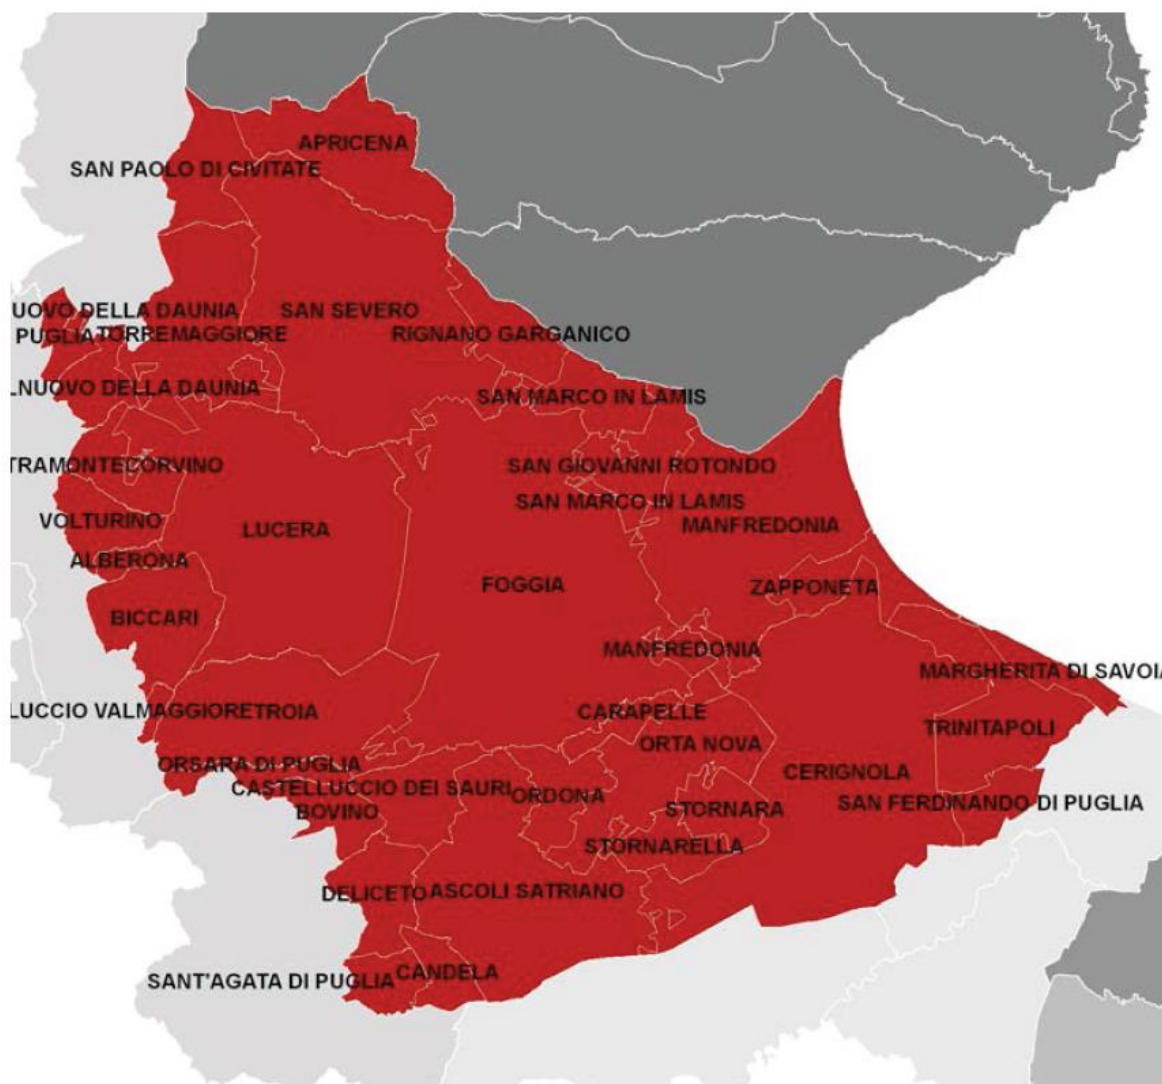 APRICENA
SAN PAOLO DI CIVITATE
UOVO DELLA DAUNIA
SAN SEVERO
PUGLIA
TORREMAGGIORE
RIGNANO GARGANICO
LNUOVO DELLA DAUNIA
SAN MARCO IN LAMIS
TRAMONTECORVINO
SAN GIOVANNI ROTONDO
SAN MARCO IN LAMIS
VOLTURINO
LUCERA
MANFREDONIA
ALBERONA
FOGGIA
ZAPPONETA
BICCARI
MANFREDONIA
MARGHERITA DI SAVOIA
LUCCIO VALMAGGIORE
TROIA
CARAPELLE
TRINITAPOLI
ORTA NOVA
ORSARA DI PUGLIA
CERIGNOLA
CASTELLUCCIO DEI SAURI
ORDONA
SAN FERDINANDO DI PUGLIA
BOVINO
STORNARA
STORNARELLA
DELICETO
ASCOLI SATRIANO
CANDELA
SANT'AGATA DI PUGLIA